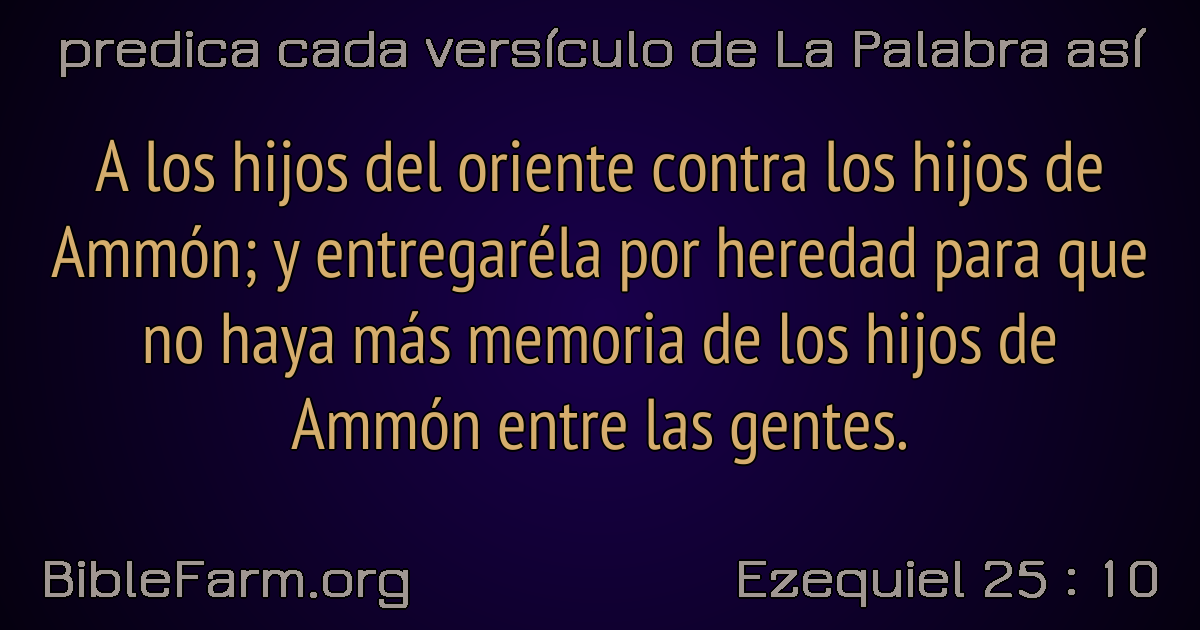 predica cada versículo de La Palabra así
A los hijos del oriente contra los hijos de
Ammón; y entregaréla por heredad para que
no haya más memoria de los hijos de
Ammón entre las gentes.
BibleFarm.org
Ezequiel 25 : 10